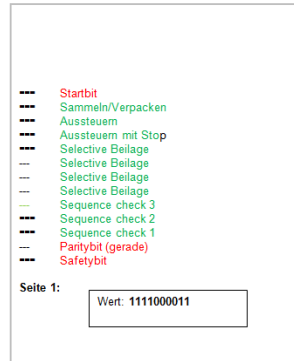 --- Startbit
--- Sammeln/Verpacken
--- Aussteuern
--- Aussteuern mit Stop
--- Selective Beilage
--- Selective Beilage
--- Selective Beilage
--- Selective Beilage
--- Sequence check 3
--- Sequence check 2
--- Sequence check 1
--- Paritybit (gerade)
--- Safetybit
Seite 1:
Wert: 1111000011